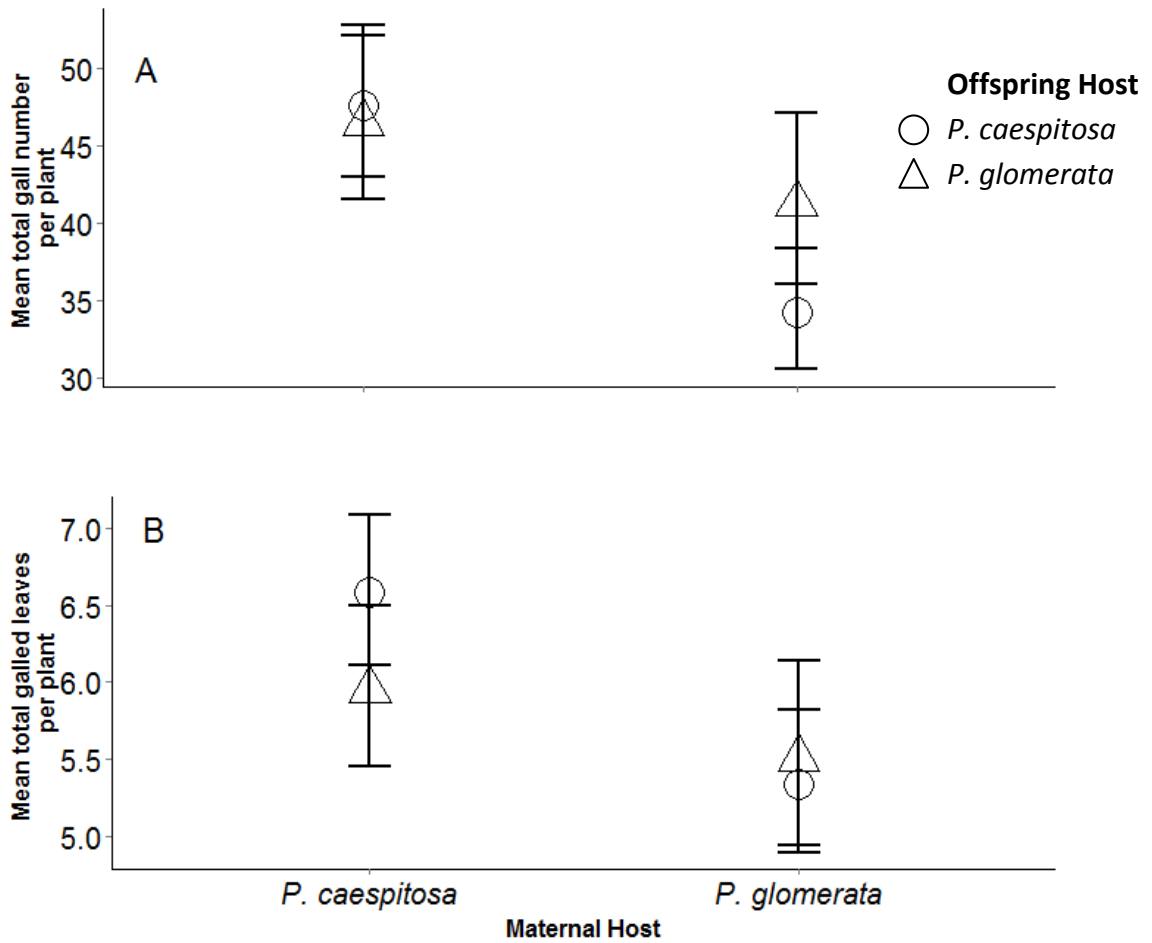 A
Mean total gall number
per plant
50
45
40
35
30
Offspring Host
P. caespitosa
P. glomerata
B
Mean total galled leaves
per plant
7.0
6.5
6.0
5.5
5.0
P. caespitosa
P. glomerata
Maternal Host